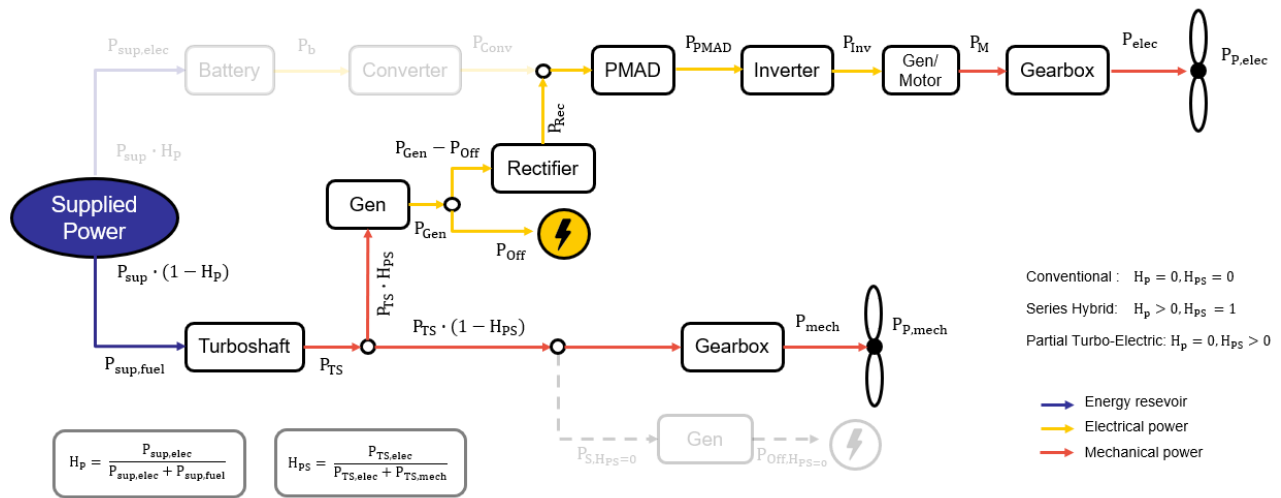 P_sup,elec
Battery
P_b
Converter
P_Conv
PMAD
P_PMAD
Inverter
P_Inv
Gen/
Motor
P_M
Gearbox
P_elec
P_P,elec
P_sup · H_P
P_Rec
P_Gen − P_Off
Rectifier
Supplied
Power
Gen
P_Gen
P_Off
P_sup · (1 − H_P)
P_TS · H_PS
P_sup,fuel
Turboshaft
P_TS
P_TS · (1 − H_PS)
Gearbox
P_mech
P_P,mech
P_S,H_PS=0
Gen
P_Off,H_PS=0
Conventional : H_P = 0, H_PS = 0
Series Hybrid: H_p > 0, H_PS = 1
Partial Turbo-Electric: H_p = 0, H_PS > 0
Energy resevoir
Electrical power
Mechanical power
H_P = P_sup,elec / (P_sup,elec + P_sup,fuel)
H_PS = P_TS,elec / (P_TS,elec + P_TS,mech)